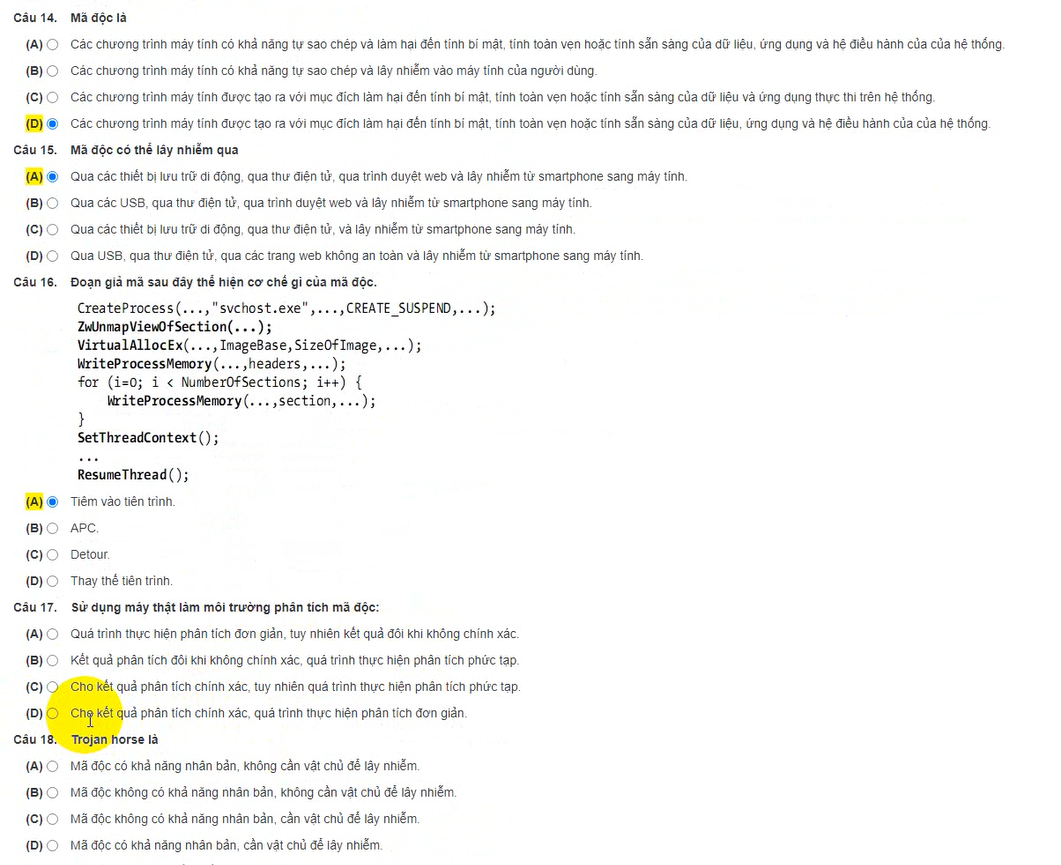 Câu 14. Mã độc là
(A) Các chương trình máy tính có khả năng tự sao chép và làm hại đến tính bí mật, tính toàn vẹn hoặc tính sẵn sàng của dữ liệu, ứng dụng và hệ điều hành của của hệ thống.
(B) Các chương trình máy tính có khả năng tự sao chép và lây nhiễm vào máy tính của người dùng.
(C) Các chương trình máy tính được tạo ra với mục đích làm hại đến tính bí mật, tính toàn vẹn hoặc tính sẵn sàng của dữ liệu và ứng dụng thực thi trên hệ thống.
(D) Các chương trình máy tính được tạo ra với mục đích làm hại đến tính bí mật, tính toàn vẹn hoặc tính sẵn sàng của dữ liệu, ứng dụng và hệ điều hành của của hệ thống.
Câu 15. Mã độc có thể lây nhiễm qua
(A) Qua các thiết bị lưu trữ di động, qua thư điện tử, qua trình duyệt web và lây nhiễm từ smartphone sang máy tính.
(B) Qua các USB, qua thư điện tử, qua trình duyệt web và lây nhiễm từ smartphone sang máy tính.
(C) Qua các thiết bị lưu trữ di động, qua thư điện tử, và lây nhiễm từ smartphone sang máy tính.
(D) Qua USB, qua thư điện tử, qua các trang web không an toàn và lây nhiễm từ smartphone sang máy tính.
Câu 16. Đoạn giả mã sau đây thể hiện cơ chế gì của mã độc.
CreateProcess(...,"svchost.exe",...,CREATE_SUSPEND,...);
ZwUnmapViewOfSection(...);
VirtualAllocEx(...,ImageBase,SizeOfImage,...);
WriteProcessMemory(...,headers,...);
for (i=0; i < NumberOfSections; i++) {
WriteProcessMemory(...,section,...);
}
SetThreadContext();
...
ResumeThread();
(A) Tiêm vào tiến trình.
(B) APC.
(C) Detour.
(D) Thay thế tiến trình.
Câu 17. Sử dụng máy thật làm môi trường phân tích mã độc:
(A) Quá trình thực hiện phân tích đơn giản, tuy nhiên kết quả đôi khi không chính xác.
(B) Kết quả phân tích đôi khi không chính xác, quá trình thực hiện phân tích phức tạp.
(C) Cho kết quả phân tích chính xác, tuy nhiên quá trình thực hiện phân tích phức tạp.
(D) Cho kết quả phân tích chính xác, quá trình thực hiện phân tích đơn giản.
Câu 18. Trojan horse là
(A) Mã độc có khả năng nhân bản, không cần vật chủ để lây nhiễm.
(B) Mã độc không có khả năng nhân bản, không cần vật chủ để lây nhiễm.
(C) Mã độc không có khả năng nhân bản, cần vật chủ để lây nhiễm.
(D) Mã độc có khả năng nhân bản, cần vật chủ để lây nhiễm.